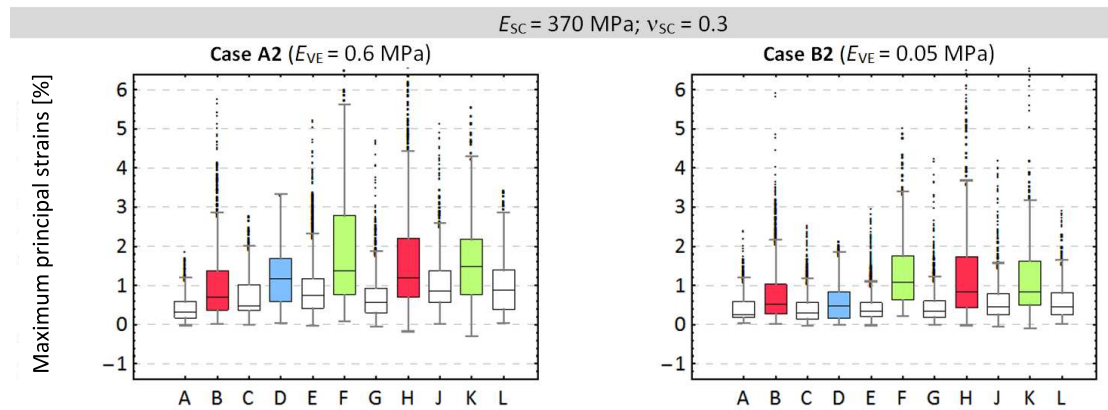 E_SC = 370 MPa; ν_SC = 0.3
Case A2 (E_VE = 0.6 MPa)
Case B2 (E_VE = 0.05 MPa)
Maximum principal strains [%]
6
5
4
3
2
1
0
−1
A B C D E F G H J K L
6
5
4
3
2
1
0
−1
A B C D E F G H J K L